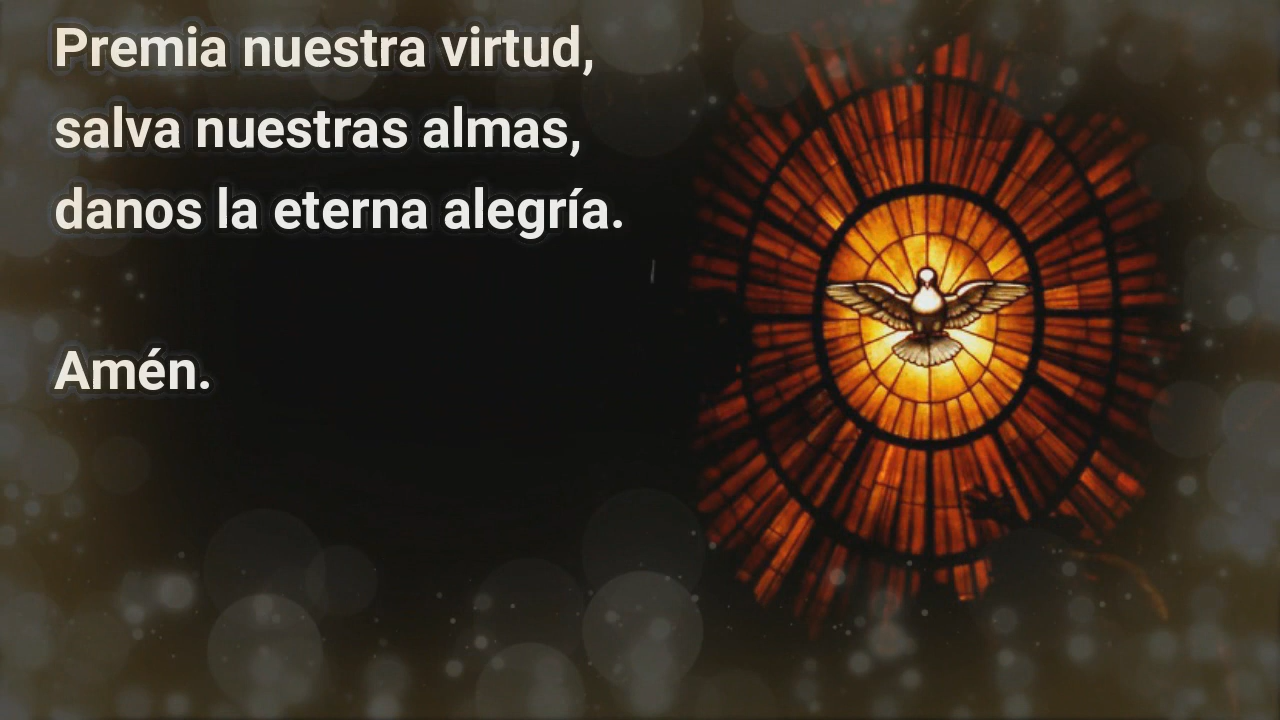 Premia nuestra virtud,
salva nuestras almas,
danos la eterna alegría.
Amén.